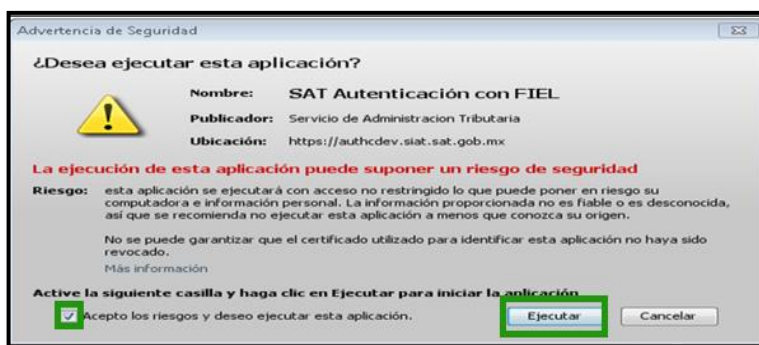 Advertencia de Seguridad
¿Desea ejecutar esta aplicación?
Nombre: SAT Autenticación con FIEL
Publicador: Servicio de Administracion Tributaria
Ubicación: https://authcdev.siat.sat.gob.mx
La ejecución de esta aplicación puede suponer un riesgo de seguridad
Riesgo: esta aplicación se ejecutará con acceso no restringido lo que puede poner en riesgo su
computadora e información personal. La información proporcionada no es fiable o es desconocida,
así que se recomienda no ejecutar esta aplicación a menos que conozca su origen.
No se puede garantizar que el certificado utilizado para identificar esta aplicación no haya sido
revocado.
Más información
Active la siguiente casilla y haga clic en Ejecutar para iniciar la aplicación
Acepto los riesgos y deseo ejecutar esta aplicación. Ejecutar Cancelar